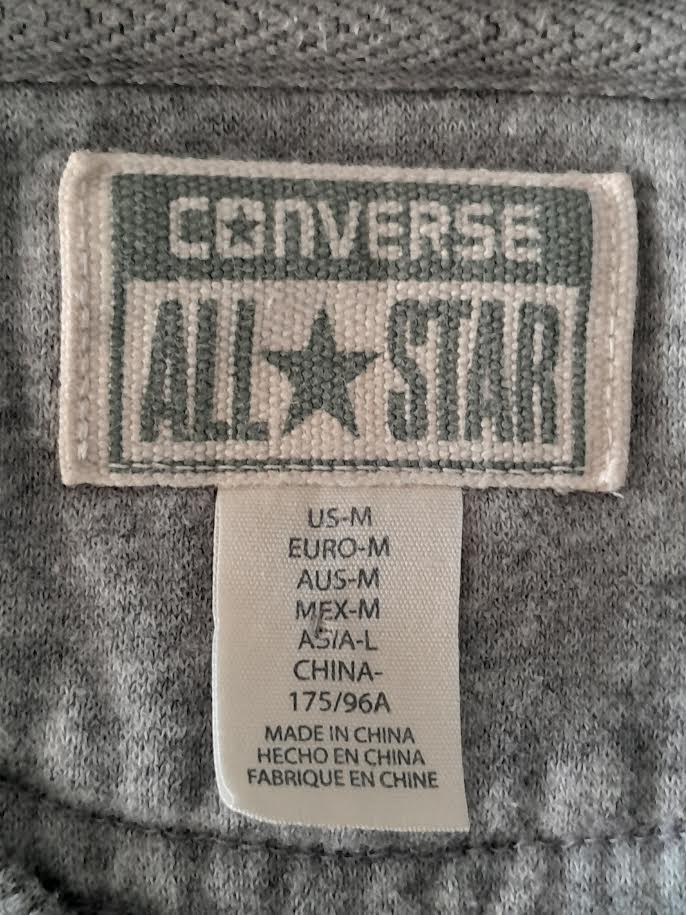 CONVERSE
ALL STAR
US-M
EURO-M
AUS-M
MEX-M
ASIA-L
CHINA-
175/96A
MADE IN CHINA
HECHO EN CHINA
FABRIQUE EN CHINE